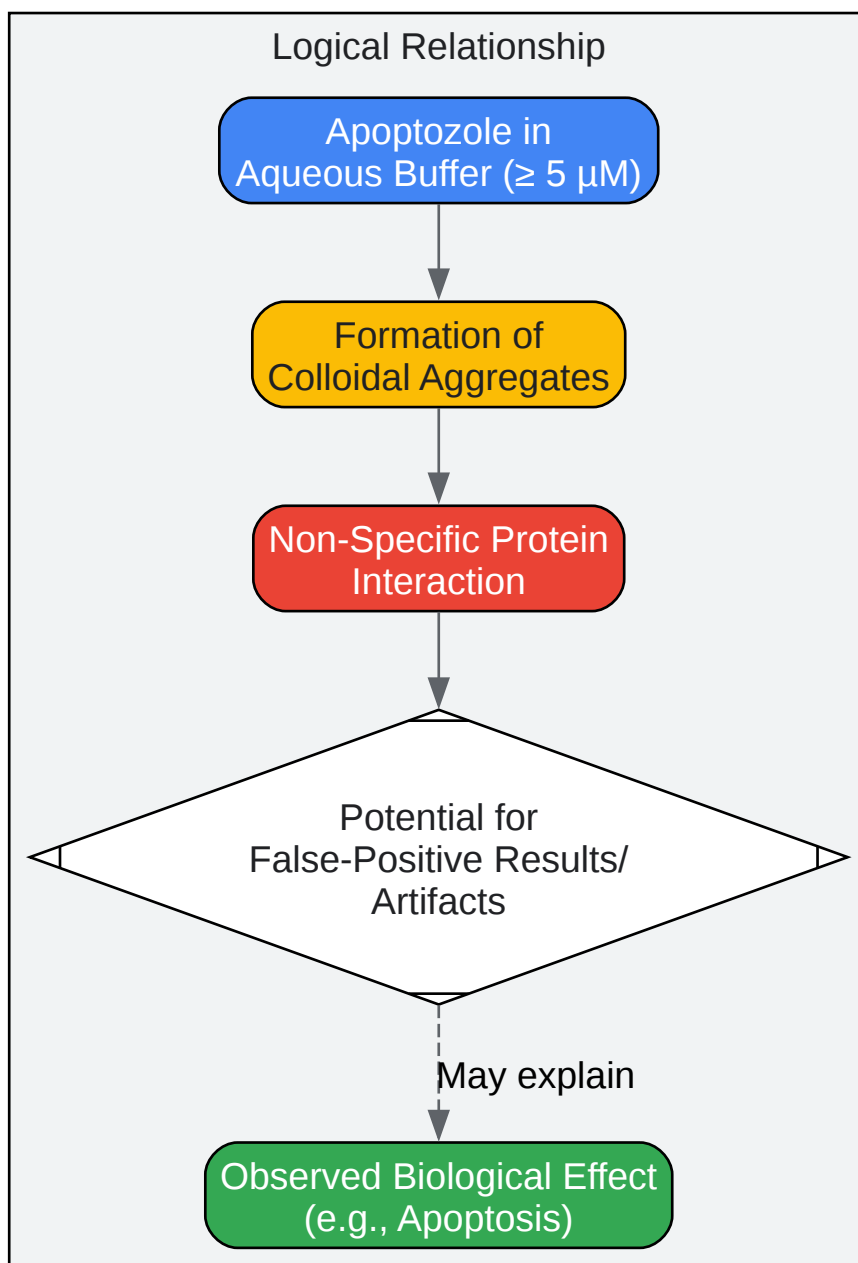 Logical Relationship
Apoptozole in
Aqueous Buffer (≥ 5 µM)
Formation of
Colloidal Aggregates
Non-Specific Protein
Interaction
Potential for
False-Positive Results/
Artifacts
May explain
Observed Biological Effect
(e.g., Apoptosis)